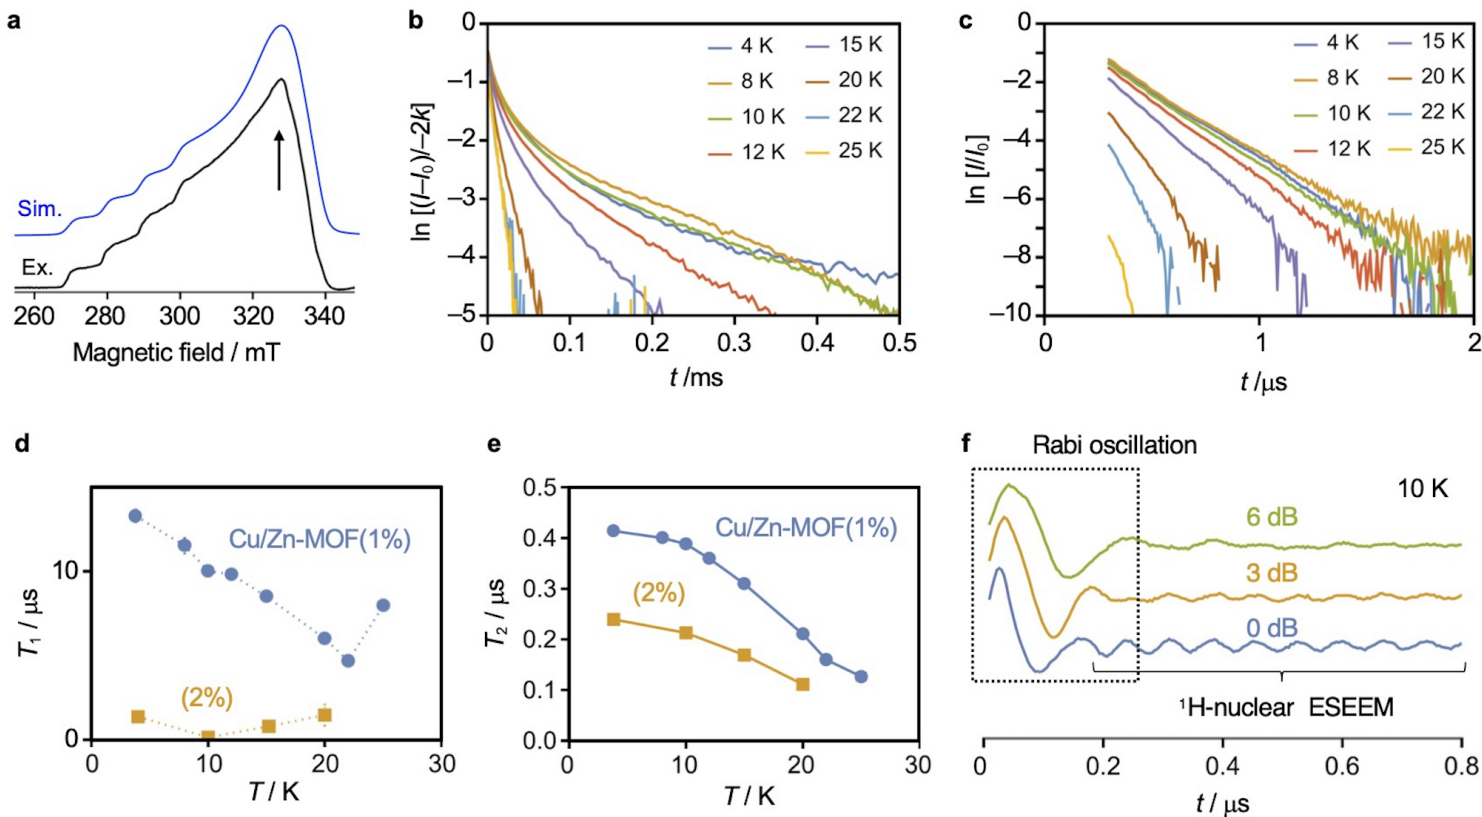 a
Sim.
Ex.
260 280 300 320 340
Magnetic field / mT
b
0
−1
−2
−3
−4
−5
ln [(I–I₀)/–2k]
4 K 15 K
8 K 20 K
10 K 22 K
12 K 25 K
0 0.1 0.2 0.3 0.4 0.5
t /ms
c
0
−2
−4
−6
−8
−10
ln [I/I₀]
4 K 15 K
8 K 20 K
10 K 22 K
12 K 25 K
0 1 2
t /μs
d
T₁ / μs
10
0
Cu/Zn-MOF(1%)
(2%)
0 10 20 30
T / K
e
T₂ / μs
0.5
0.4
0.3
0.2
0.1
0.0
Cu/Zn-MOF(1%)
(2%)
0 10 20 30
T / K
f
Rabi oscillation
10 K
6 dB
3 dB
0 dB
¹H-nuclear ESEEM
0 0.2 0.4 0.6 0.8
t / μs